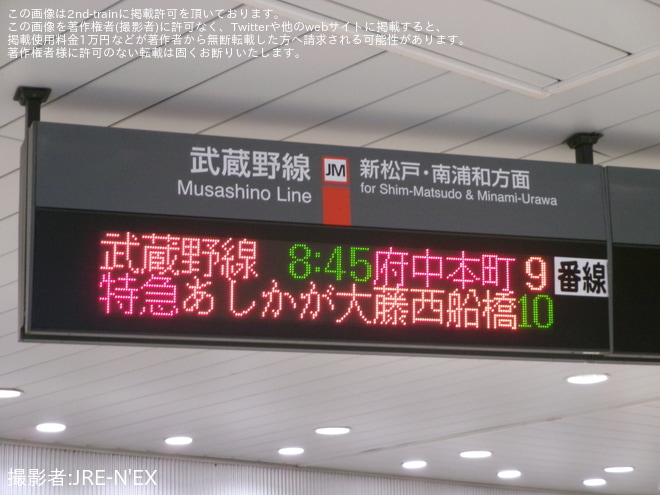 この画像は2nd-trainに掲載許可を頂いております。
この画像を著作権者(撮影者)に許可なく、Twitterや他のwebサイトに掲載すると、
掲載使用料金1万円などが著作者から無断転載した方へ請求される可能性があります。
著作権者様に許可のない転載は固くお断りいたします。
武蔵野線 JM 新松戸・南浦和方面
Musashino Line for Shim-Matsudo & Minami-Urawa
武蔵野線 8:45 府中本町 9 番線
特急あしかが大藤西船橋10
撮影者:JRE-N'EX